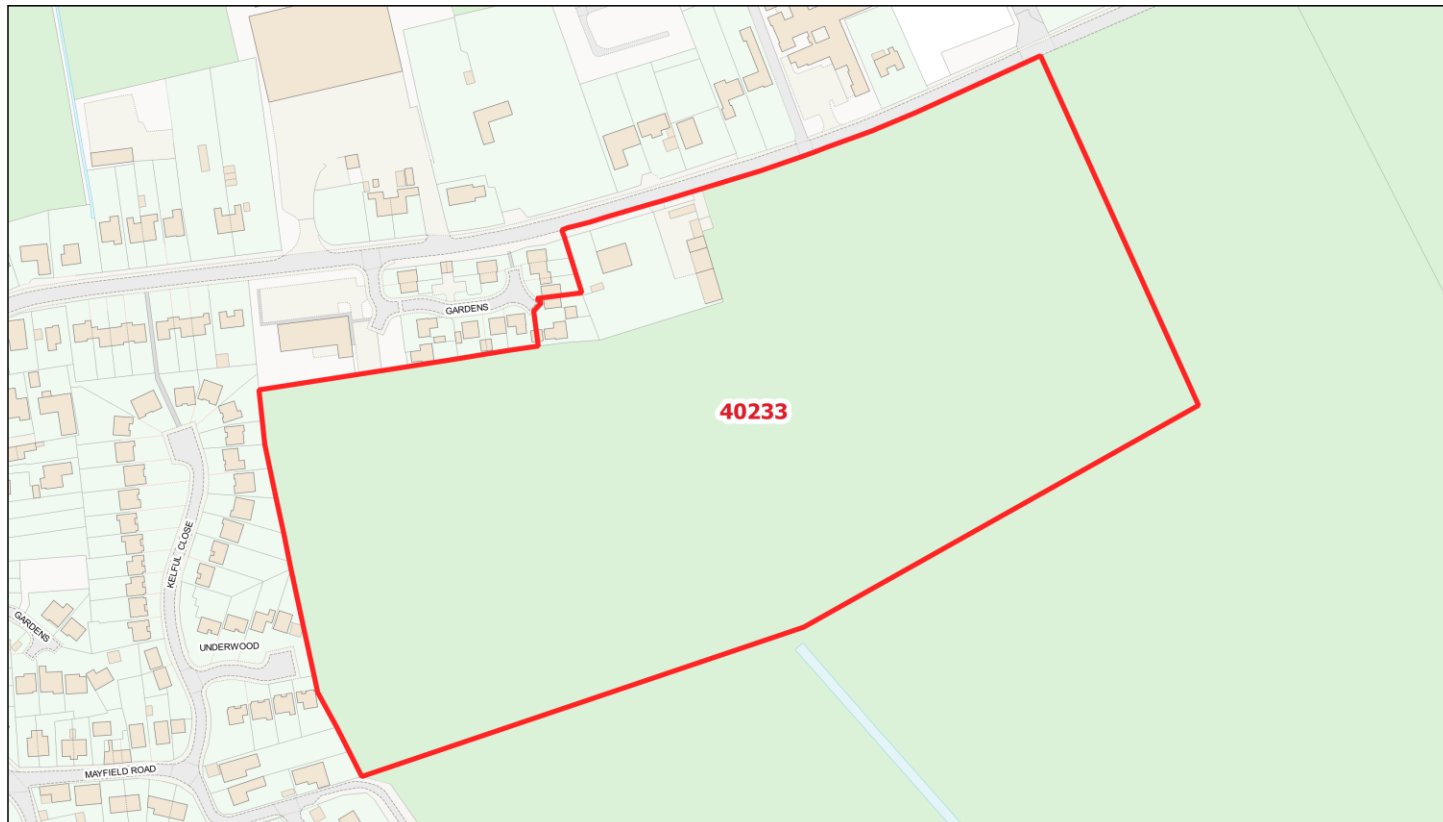 GARDENS
40233
KELFUL CLOSE
GARDENS
UNDERWOOD
MAYFIELD ROAD